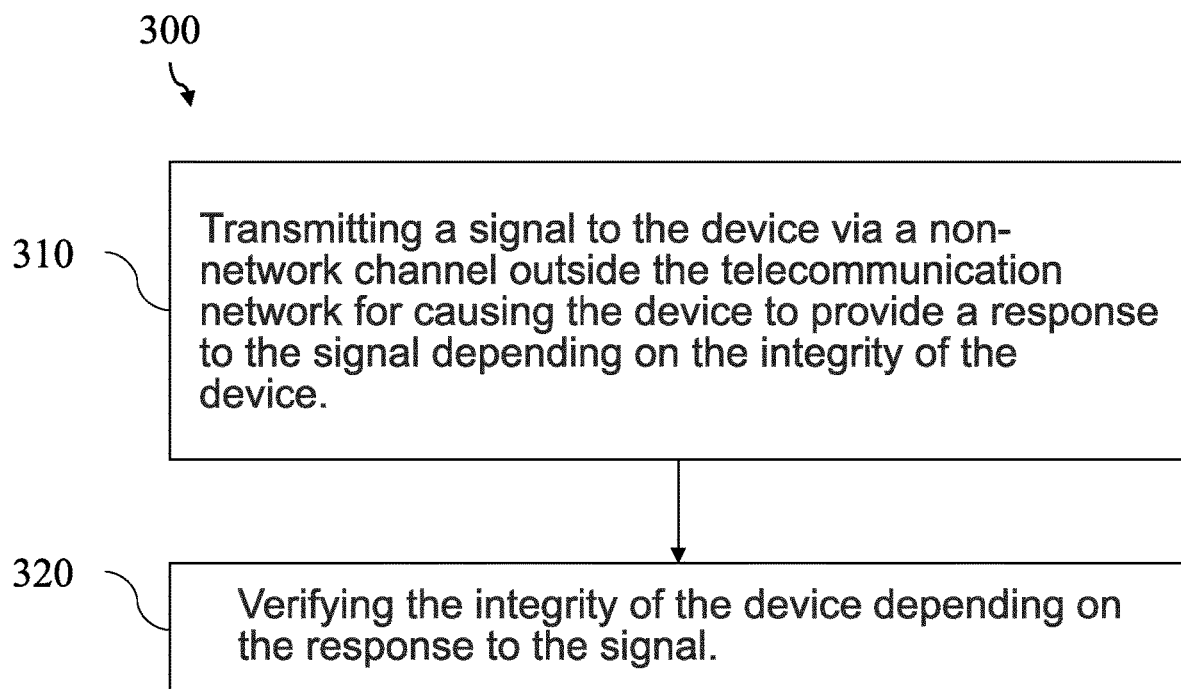 300
310
Transmitting a signal to the device via a non-
network channel outside the telecommunication
network for causing the device to provide a response
to the signal depending on the integrity of the
device.
320
Verifying the integrity of the device depending on
the response to the signal.